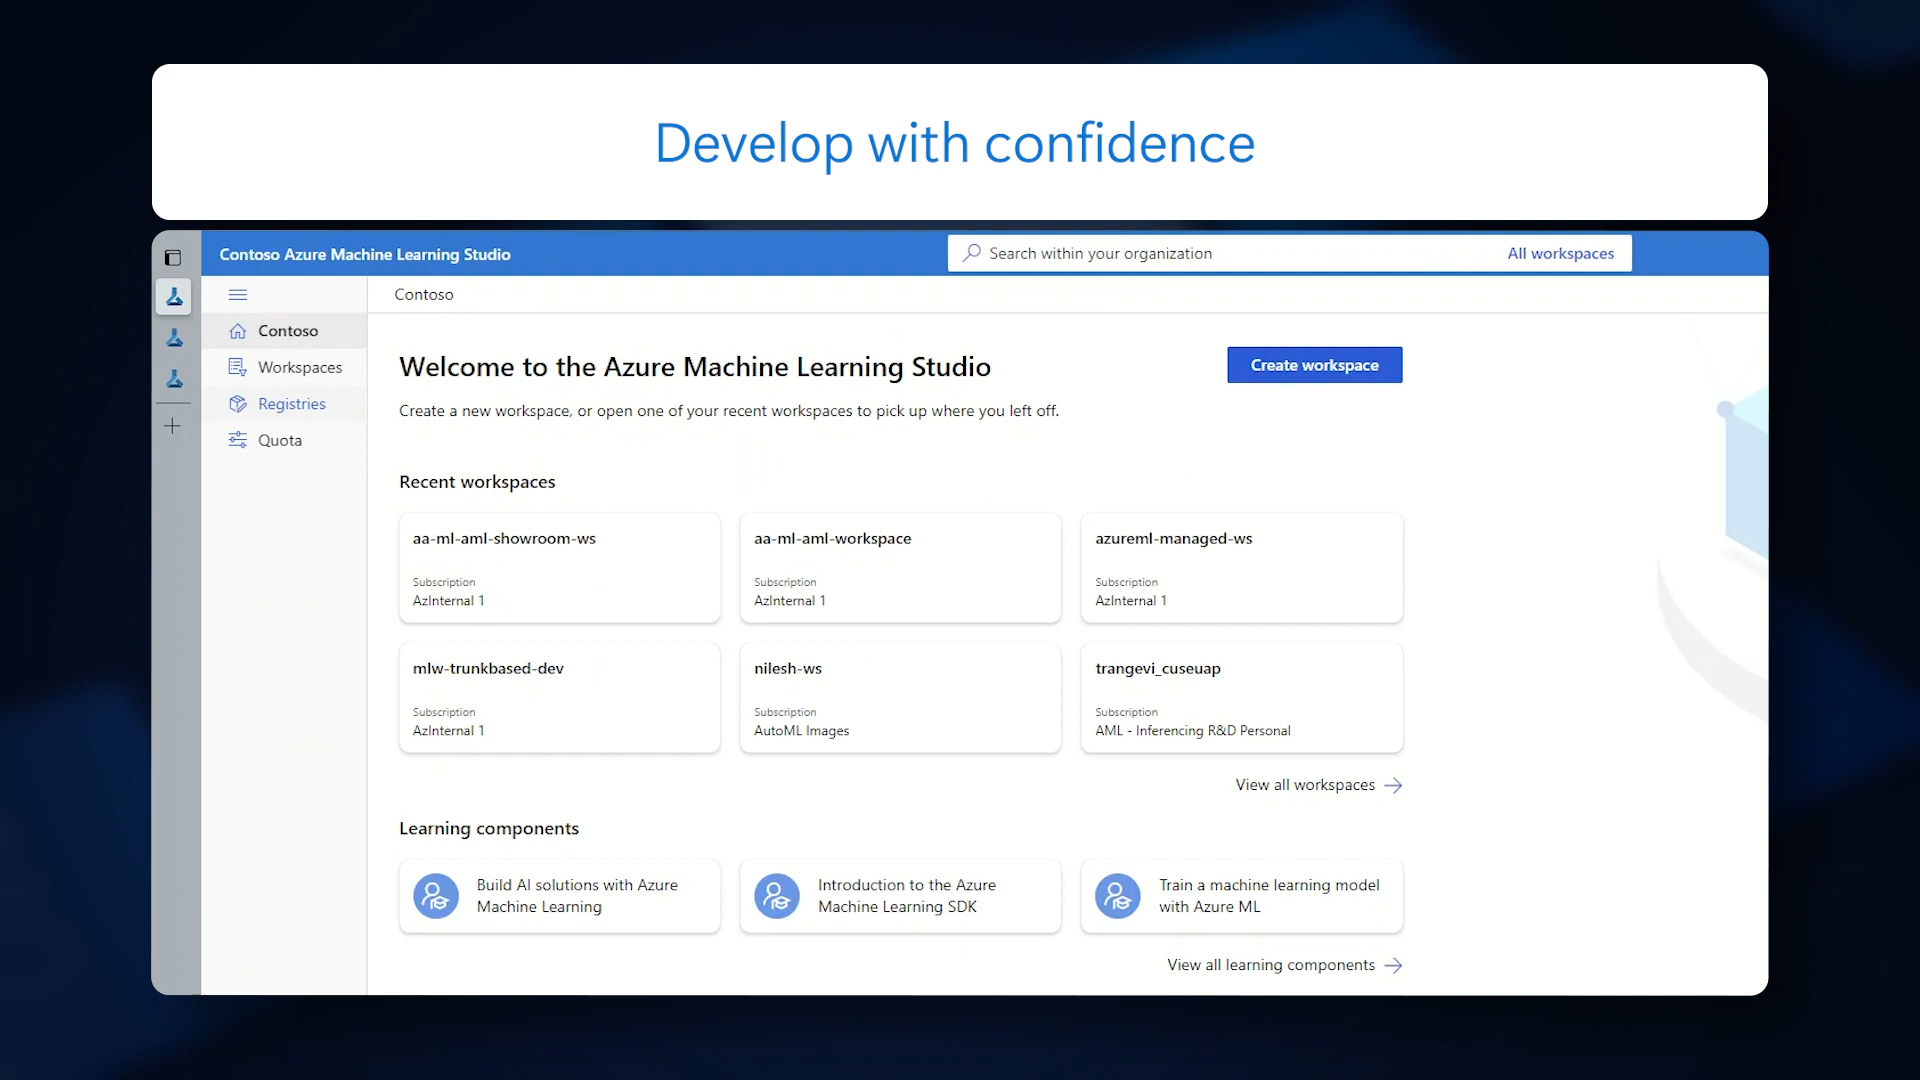 Develop with confidence
Contoso Azure Machine Learning Studio
Search within your organization
All workspaces
Contoso
Workspaces
Registries
Quota
Contoso
Welcome to the Azure Machine Learning Studio
Create workspace
Create a new workspace, or open one of your recent workspaces to pick up where you left off.
Recent workspaces
aa-ml-aml-showroom-ws
Subscription
AzInternal 1
aa-ml-aml-workspace
Subscription
AzInternal 1
azureml-managed-ws
Subscription
AzInternal 1
mlw-trunkbased-dev
Subscription
AzInternal 1
nilesh-ws
Subscription
AutoML Images
trangevi_cuseuap
Subscription
AML - Inferencing R&D Personal
View all workspaces
Learning components
Build AI solutions with Azure
Machine Learning
Introduction to the Azure
Machine Learning SDK
Train a machine learning model
with Azure ML
View all learning components